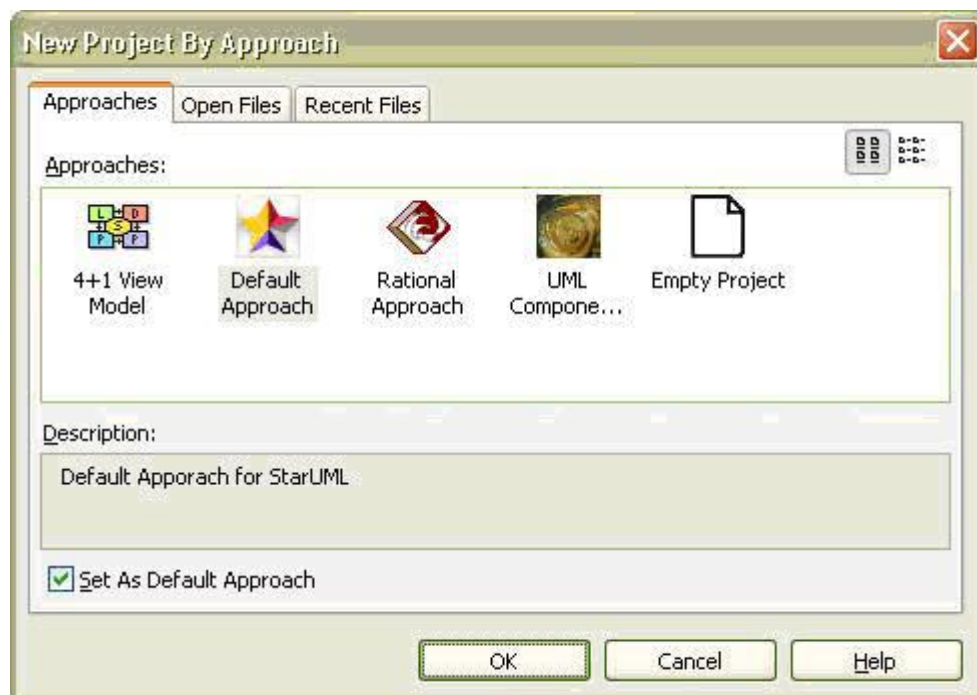 New Project By Approach
Approaches Open Files Recent Files
Approaches:
L D
S
P P
4+1 View Default Rational UML Empty Project
Model Approach Approach Compone...
Description:
Default Apporach for StarUML
Set As Default Approach
OK Cancel Help